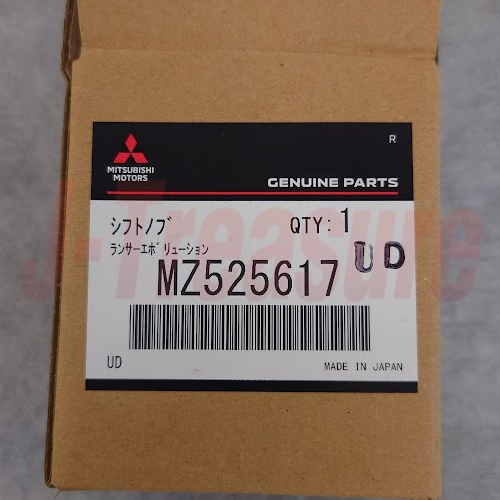 R
MITSUBISHI
MOTORS
GENUINE PARTS
ｼﾌﾄﾉﾌﾞ QTY: 1
ﾗﾝｻｰｴﾎﾞﾘｭｰｼｮﾝ
MZ525617 UD
UD MADE IN JAPAN
J-Treasure